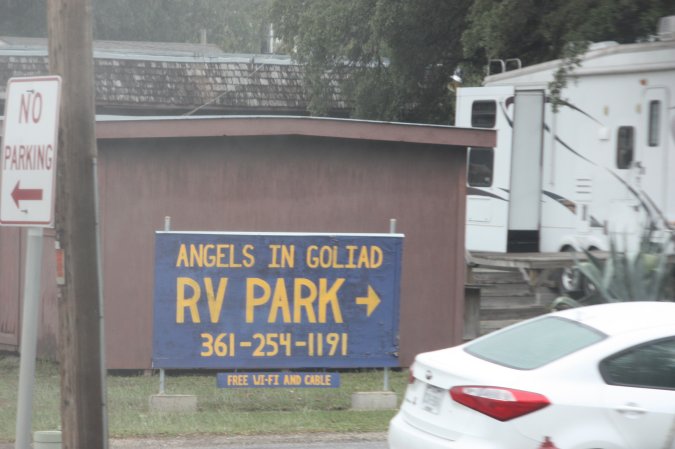 NO
PARKING
ANGELS IN GOLIAD
RV PARK
361-254-1191
FREE WI-FI AND CABLE